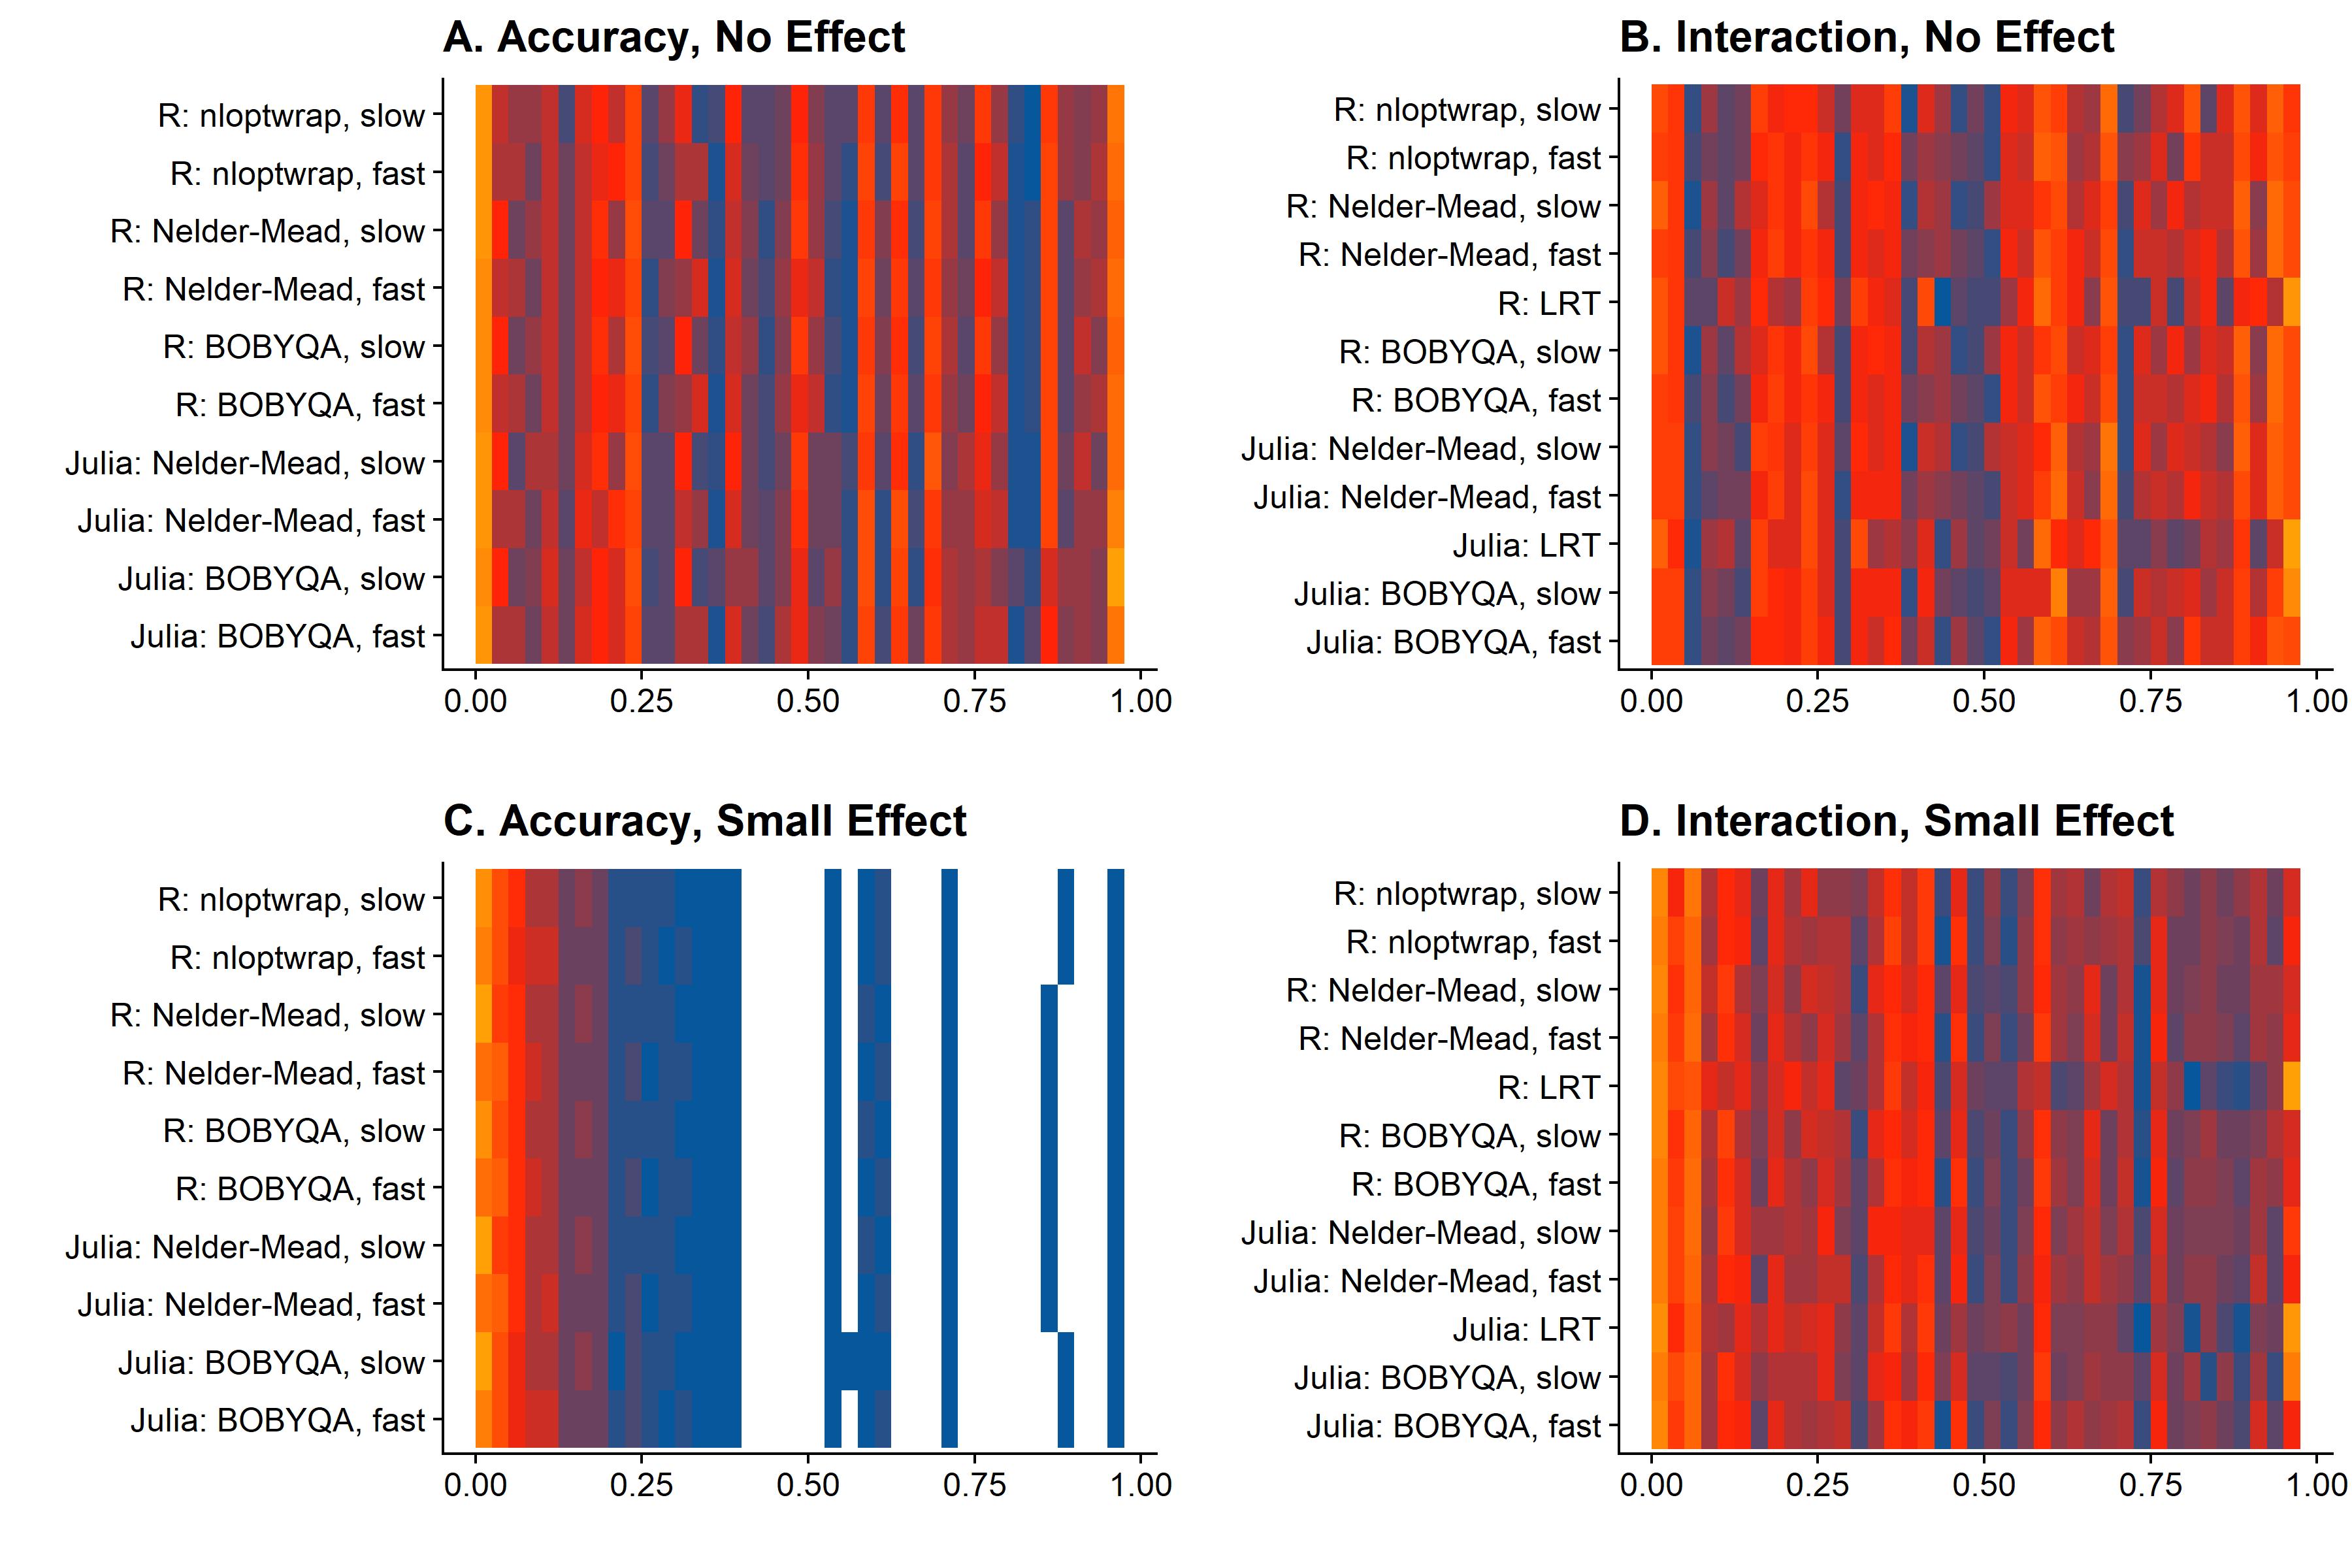 A. Accuracy, No Effect
R: nloptwrap, slow
R: nloptwrap, fast
R: Nelder-Mead, slow
R: Nelder-Mead, fast
R: BOBYQA, slow
R: BOBYQA, fast
Julia: Nelder-Mead, slow
Julia: Nelder-Mead, fast
Julia: BOBYQA, slow
Julia: BOBYQA, fast
0.00 0.25 0.50 0.75 1.00
B. Interaction, No Effect
R: nloptwrap, slow
R: nloptwrap, fast
R: Nelder-Mead, slow
R: Nelder-Mead, fast
R: LRT
R: BOBYQA, slow
R: BOBYQA, fast
Julia: Nelder-Mead, slow
Julia: Nelder-Mead, fast
Julia: LRT
Julia: BOBYQA, slow
Julia: BOBYQA, fast
0.00 0.25 0.50 0.75 1.00
C. Accuracy, Small Effect
R: nloptwrap, slow
R: nloptwrap, fast
R: Nelder-Mead, slow
R: Nelder-Mead, fast
R: BOBYQA, slow
R: BOBYQA, fast
Julia: Nelder-Mead, slow
Julia: Nelder-Mead, fast
Julia: BOBYQA, slow
Julia: BOBYQA, fast
0.00 0.25 0.50 0.75 1.00
D. Interaction, Small Effect
R: nloptwrap, slow
R: nloptwrap, fast
R: Nelder-Mead, slow
R: Nelder-Mead, fast
R: LRT
R: BOBYQA, slow
R: BOBYQA, fast
Julia: Nelder-Mead, slow
Julia: Nelder-Mead, fast
Julia: LRT
Julia: BOBYQA, slow
Julia: BOBYQA, fast
0.00 0.25 0.50 0.75 1.00